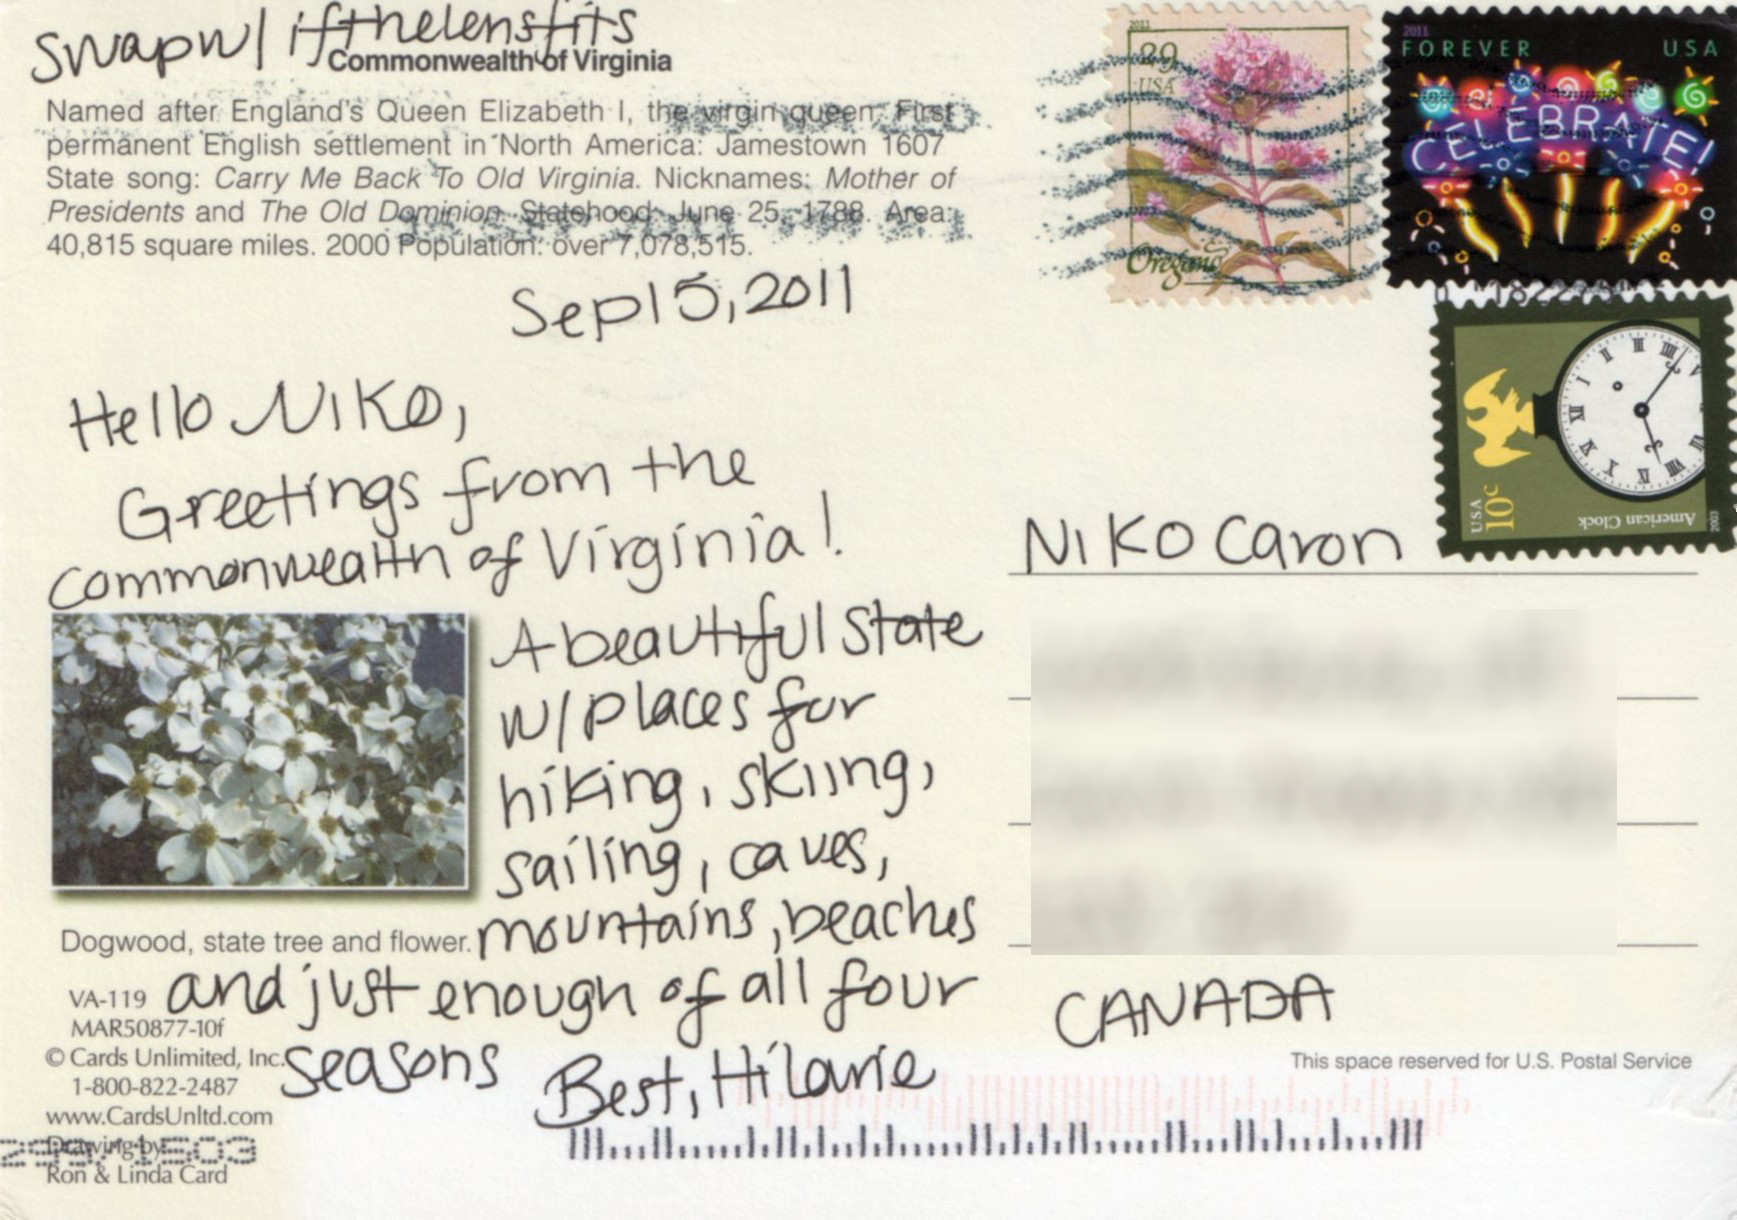 swap w/ ifthelensfits
Commonwealth of Virginia
Named after England's Queen Elizabeth I, the virgin queen. First
permanent English settlement in North America: Jamestown 1607
State song: Carry Me Back To Old Virginia. Nicknames: Mother of
Presidents and The Old Dominion. Statehood: June 25, 1788. Area:
40,815 square miles. 2000 Population: over 7,078,515.
Sep 15, 2011
Hello NIKO,
Greetings from the
commonwealth of Virginia!
A beautiful state
w/ places for
hiking, skiing,
sailing, caves,
mountains, beaches
and just enough of all four
seasons
Best, Hilarie
Dogwood, state tree and flower.
VA-119
MAR50877-10f
© Cards Unlimited, Inc.
1-800-822-2487
www.CardsUnltd.com
Drawing by
Ron & Linda Card
1503
2011
29
USA
Oregano
2011
FOREVER USA
CELEBRATE!
USA
10c
American Clock
2003
NIKO Caron
CANADA
This space reserved for U.S. Postal Service